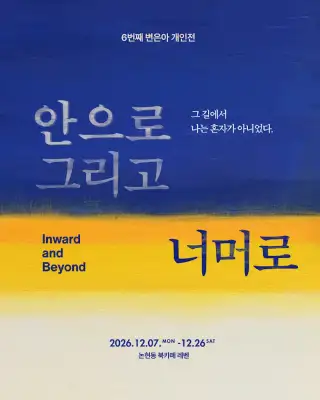 6번째 변은아 개인전
안으로
그리고
그 길에서
나는 혼자가 아니었다.
너머로
Inward
and
Beyond
2026.12.07.MON -12.26SAT
논현동 북카페 레벤